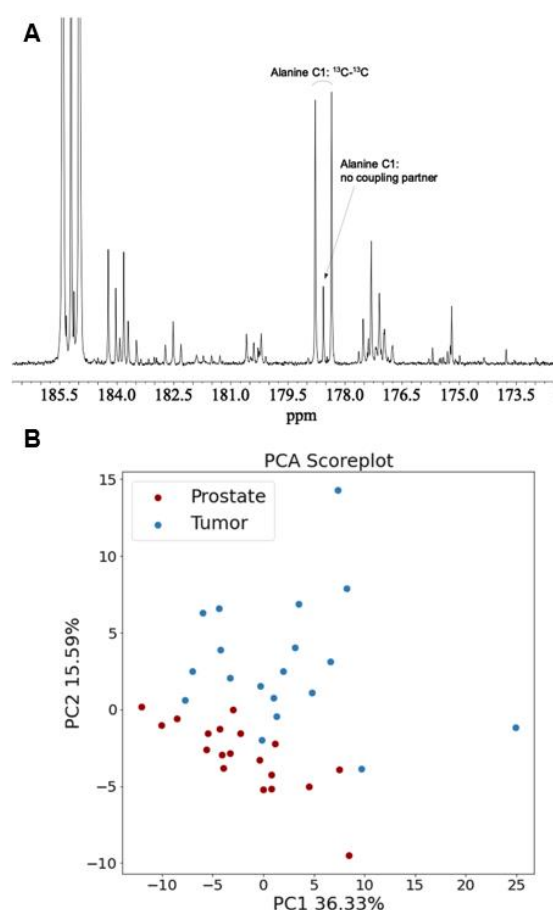 A
Alanine C1: ¹³C-¹³C
Alanine C1:
no coupling partner
185.5 184.0 182.5 181.0 179.5 178.0 176.5 175.0 173.5
ppm
B
PCA Scoreplot
Prostate
Tumor
PC2 15.59%
15
10
5
0
−5
−10
−10 −5 0 5 10 15 20 25
PC1 36.33%